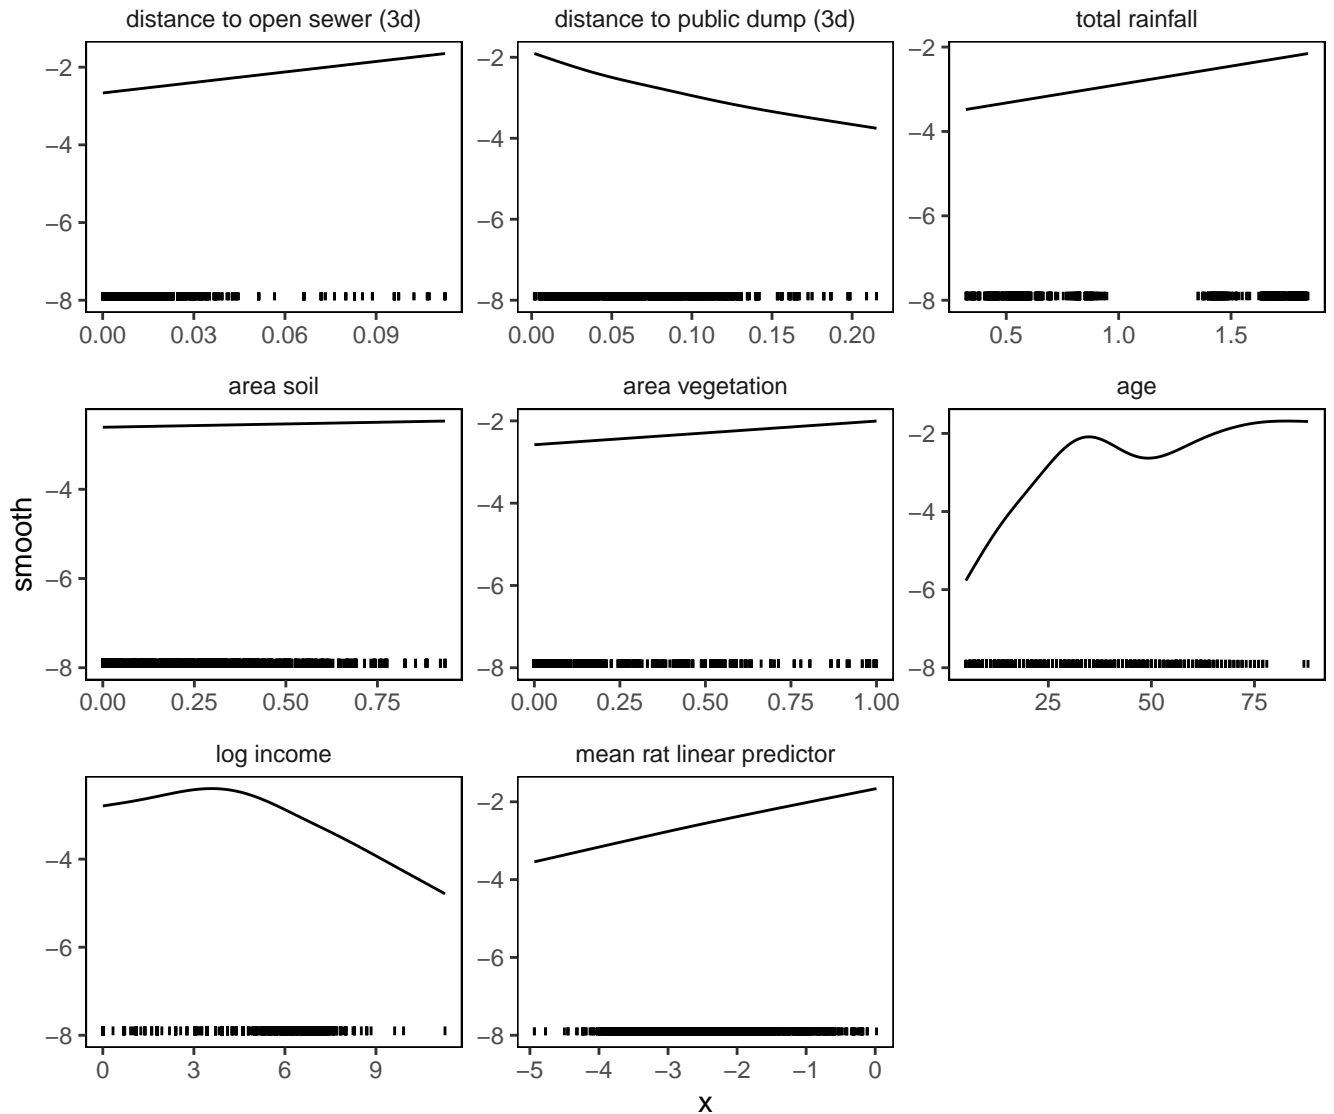 distance to open sewer (3d) distance to public dump (3d) total rainfall
−2 −2 −2
−4 −4 −4
−6 −6 −6
−8 −8 −8
0.00 0.03 0.06 0.09 0.00 0.05 0.10 0.15 0.20 0.5 1.0 1.5
area soil area vegetation age
−2 −2
−4 −4 −4
−6 −6 −6
−8 −8 −8
0.00 0.25 0.50 0.75 0.00 0.25 0.50 0.75 1.00 25 50 75
smooth
log income mean rat linear predictor
−2
−4 −4
−6 −6
−8 −8
0 3 6 9 −5 −4 −3 −2 −1 0
x